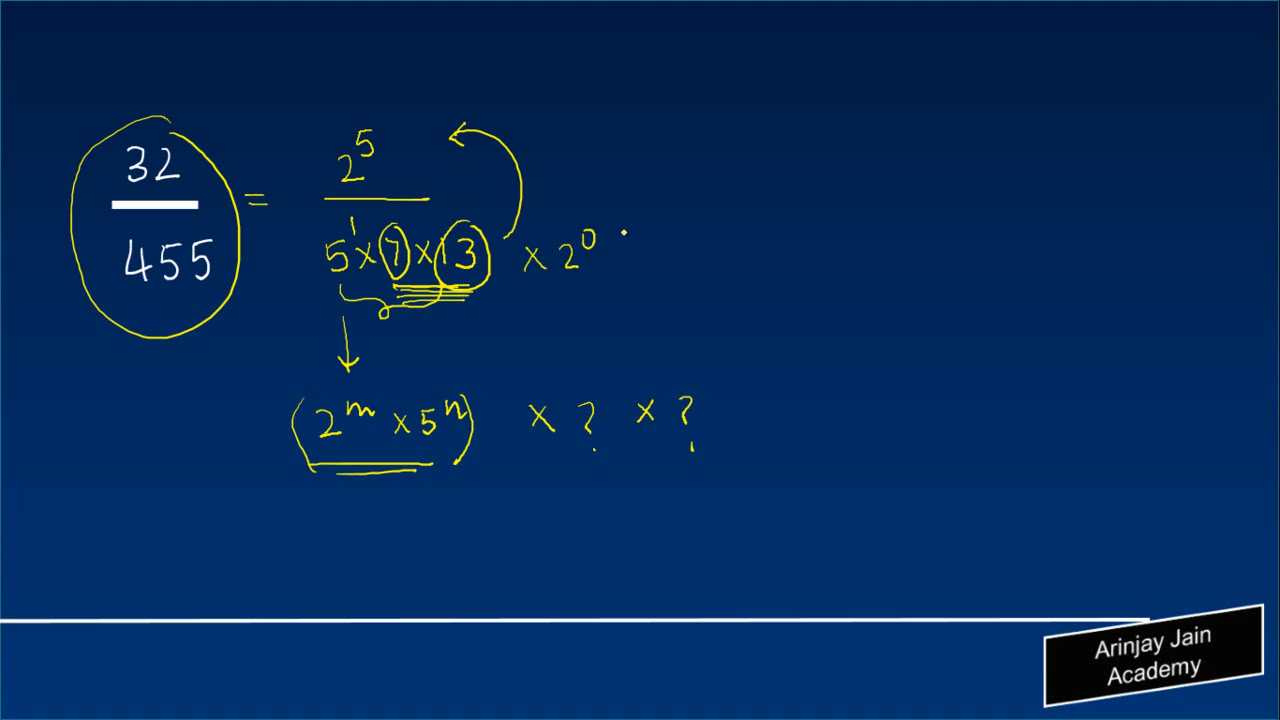 32
455
=
2^5
5^1 × 7 × 13 × 2^0
(2^m × 5^n) × ? × ?
Arinjay Jain
Academy